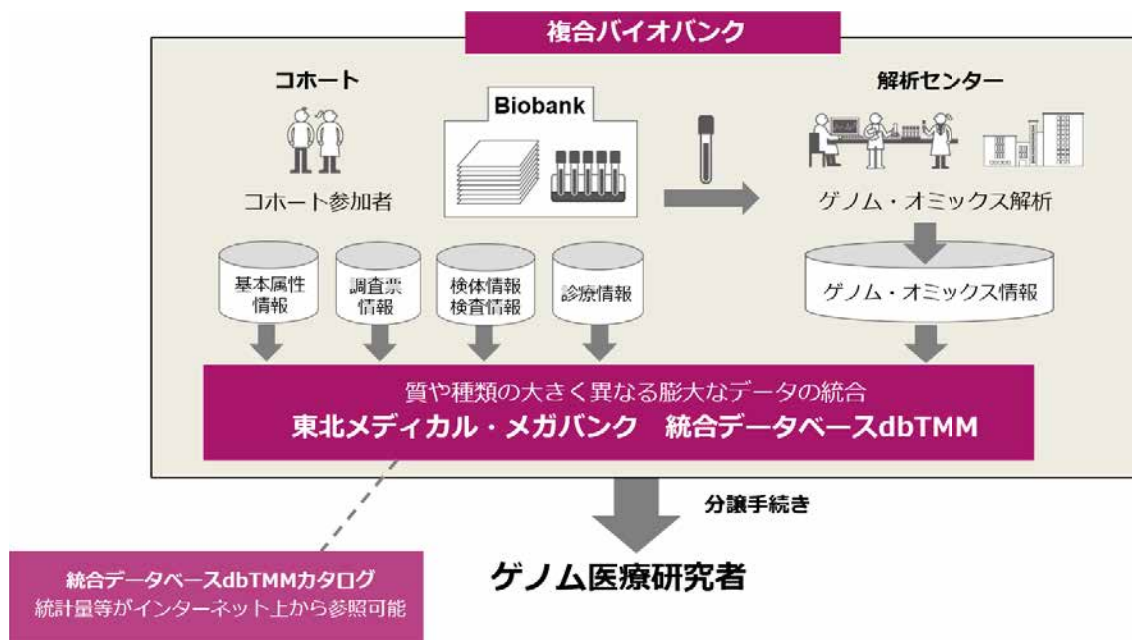 複合バイオバンク
コホート
コホート参加者
Biobank
解析センター
ゲノム・オミックス解析
基本属性
情報
調査票
情報
検体情報
検査情報
診療情報
ゲノム・オミックス情報
質や種類の大きく異なる膨大なデータの統合
東北メディカル・メガバンク 統合データベースdbTMM
分譲手続き
ゲノム医療研究者
統合データベースdbTMMカタログ
統計量等がインターネット上から参照可能